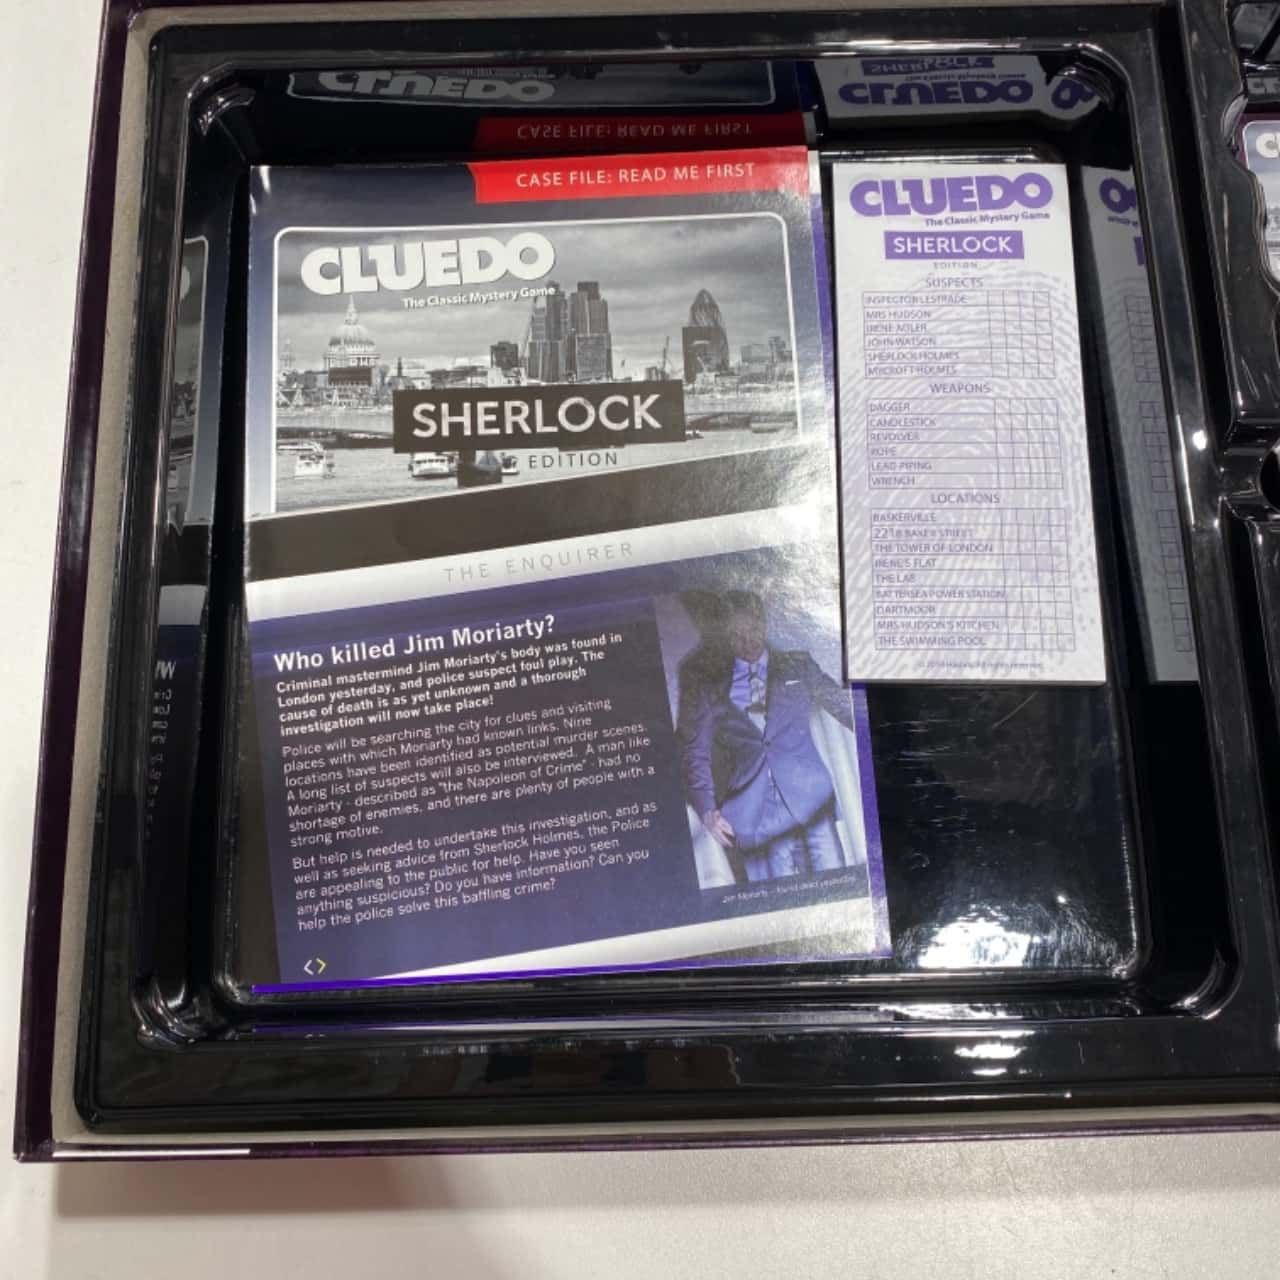 CASE FILE: READ ME FIRST
CLUEDO
The Classic Mystery Game
SHERLOCK
EDITION
THE ENQUIRER
Who killed Jim Moriarty?
Criminal mastermind Jim Moriarty's body was found in
London yesterday, and police suspect foul play. The
cause of death is as yet unknown and a thorough
investigation will now take place!
Police will be searching the city for clues and visiting
places with which Moriarty had known links. Nine
locations have been identified as potential murder scenes.
A long list of suspects will also be interviewed. A man like
Moriarty - described as "the Napoleon of Crime" - had no
shortage of enemies, and there are plenty of people with a
strong motive.
But help is needed to undertake this investigation, and as
well as seeking advice from Sherlock Holmes, the Police
are appealing to the public for help. Have you seen
anything suspicious? Do you have information? Can you
help the police solve this baffling crime?
Jim Moriarty - found dead yesterday
<>
CLUEDO
The Classic Mystery Game
SHERLOCK
EDITION
SUSPECTS
INSPECTOR LESTRADE
MRS HUDSON
IRENE ADLER
JOHN WATSON
SHERLOCK HOLMES
MYCROFT HOLMES
WEAPONS
DAGGER
CANDLESTICK
REVOLVER
ROPE
LEAD PIPING
WRENCH
LOCATIONS
BASKERVILLE
221B BAKER STREET
THE TOWER OF LONDON
IRENE'S FLAT
THE LAB
BATTERSEA POWER STATION
DARTMOOR
MRS HUDSON'S KITCHEN
THE SWIMMING POOL
Hasbro. All rights reserved.